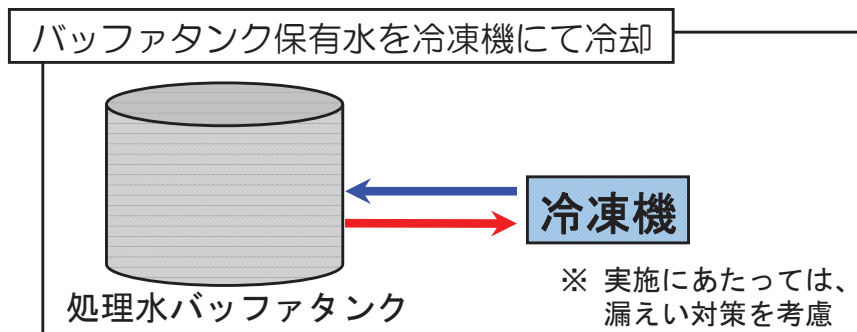 バッファタンク保有水を冷凍機にて冷却
冷凍機
処理水バッファタンク
※ 実施にあたっては、
漏えい対策を考慮